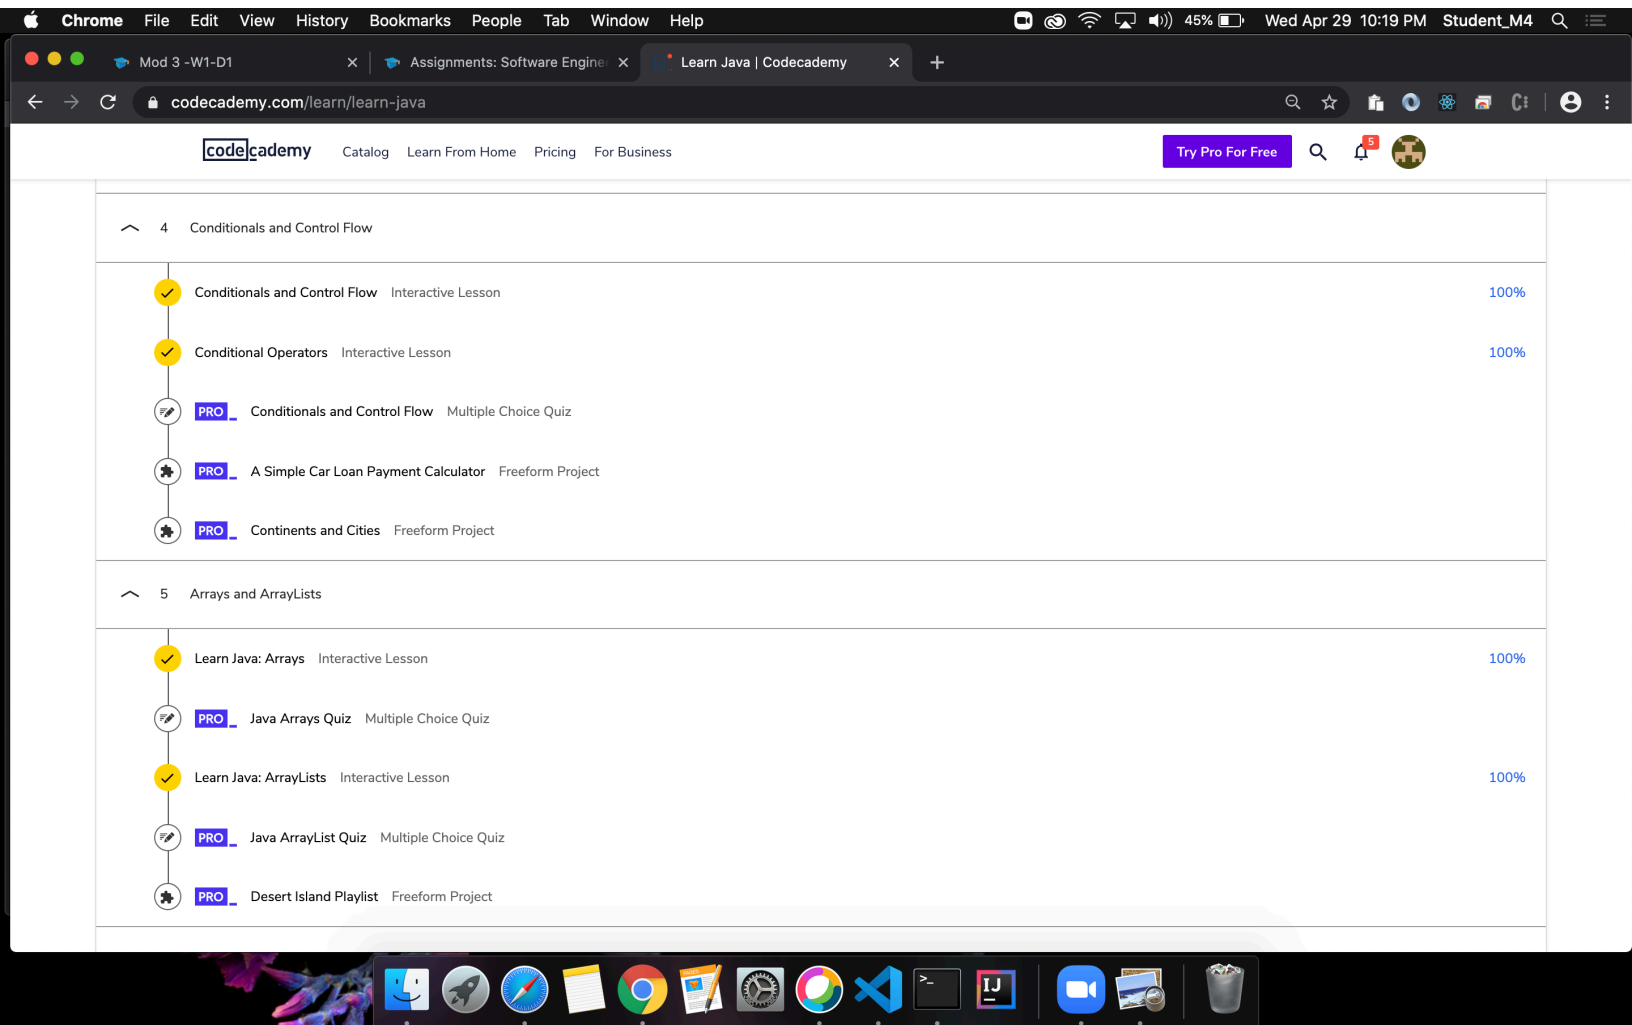 Chrome File Edit View History Bookmarks People Tab Window Help 45% Wed Apr 29 10:19 PM Student_M4
Mod 3 -W1-D1 Assignments: Software Engine Learn Java | Codecademy
codecademy.com/learn/learn-java
codecademy Catalog Learn From Home Pricing For Business Try Pro For Free 5
4 Conditionals and Control Flow
Conditionals and Control Flow Interactive Lesson 100%
Conditional Operators Interactive Lesson 100%
PRO_ Conditionals and Control Flow Multiple Choice Quiz
PRO_ A Simple Car Loan Payment Calculator Freeform Project
PRO_ Continents and Cities Freeform Project
5 Arrays and ArrayLists
Learn Java: Arrays Interactive Lesson 100%
PRO_ Java Arrays Quiz Multiple Choice Quiz
Learn Java: ArrayLists Interactive Lesson 100%
PRO_ Java ArrayList Quiz Multiple Choice Quiz
PRO_ Desert Island Playlist Freeform Project
>_ IJ